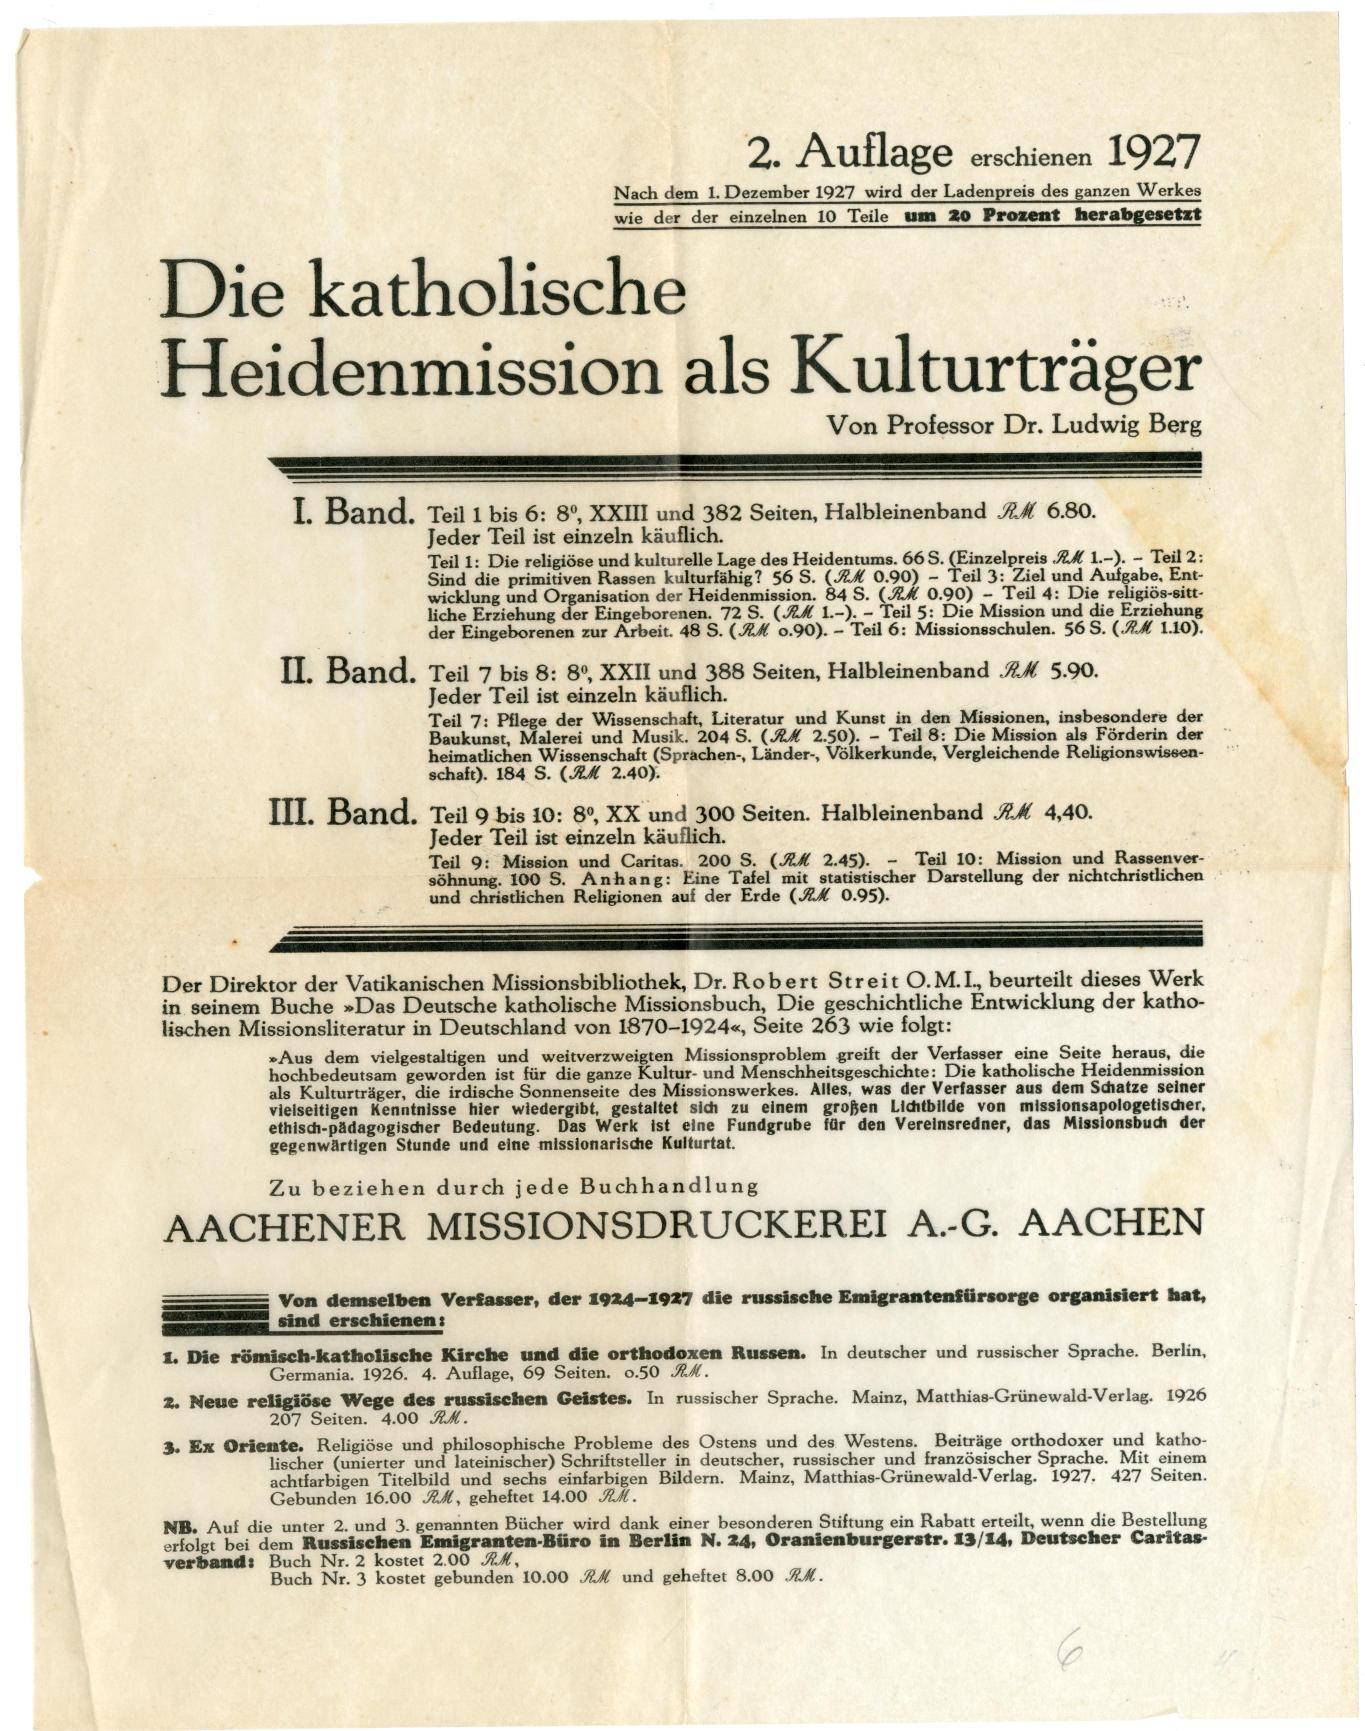 2. Auflage erschienen 1927
Nach dem 1. Dezember 1927 wird der Ladenpreis des ganzen Werkes
wie der der einzelnen 10 Teile um 20 Prozent herabgesetzt
Die katholische
Heidenmission als Kulturträger
Von Professor Dr. Ludwig Berg
I. Band. Teil 1 bis 6: 8⁰, XXIII und 382 Seiten, Halbleinenband RM 6.80.
Jeder Teil ist einzeln käuflich.
Teil 1: Die religiöse und kulturelle Lage des Heidentums. 66 S. (Einzelpreis RM 1.–). – Teil 2:
Sind die primitiven Rassen kulturfähig? 56 S. (RM 0.90) – Teil 3: Ziel und Aufgabe, Ent-
wicklung und Organisation der Heidenmission. 84 S. (RM 0.90) – Teil 4: Die religiös-sitt-
liche Erziehung der Eingeborenen. 72 S. (RM 1.–). – Teil 5: Die Mission und die Erziehung
der Eingeborenen zur Arbeit. 48 S. (RM 0.90). – Teil 6: Missionsschulen. 56 S. (RM 1.10).
II. Band. Teil 7 bis 8: 8⁰, XXII und 388 Seiten, Halbleinenband RM 5.90.
Jeder Teil ist einzeln käuflich.
Teil 7: Pflege der Wissenschaft, Literatur und Kunst in den Missionen, insbesondere der
Baukunst, Malerei und Musik. 204 S. (RM 2.50). – Teil 8: Die Mission als Förderin der
heimatlichen Wissenschaft (Sprachen-, Länder-, Völkerkunde, Vergleichende Religionswissen-
schaft). 184 S. (RM 2.40).
III. Band. Teil 9 bis 10: 8⁰, XX und 300 Seiten. Halbleinenband RM 4,40.
Jeder Teil ist einzeln käuflich.
Teil 9: Mission und Caritas. 200 S. (RM 2.45). – Teil 10: Mission und Rassenver-
söhnung. 100 S. Anhang: Eine Tafel mit statistischer Darstellung der nichtchristlichen
und christlichen Religionen auf der Erde (RM 0.95).
Der Direktor der Vatikanischen Missionsbibliothek, Dr. Robert Streit O.M.I., beurteilt dieses Werk
in seinem Buche »Das Deutsche katholische Missionsbuch, Die geschichtliche Entwicklung der katho-
lischen Missionsliteratur in Deutschland von 1870–1924«, Seite 263 wie folgt:
»Aus dem vielgestaltigen und weitverzweigten Missionsproblem greift der Verfasser eine Seite heraus, die
hochbedeutsam geworden ist für die ganze Kultur- und Menschheitsgeschichte: Die katholische Heidenmission
als Kulturträger, die irdische Sonnenseite des Missionswerkes. Alles, was der Verfasser aus dem Schatze seiner
vielseitigen Kenntnisse hier wiedergibt, gestaltet sich zu einem großen Lichtbilde von missionsapologetischer,
ethisch-pädagogischer Bedeutung. Das Werk ist eine Fundgrube für den Vereinsredner, das Missionsbuch der
gegenwärtigen Stunde und eine missionarische Kulturtat.
Zu beziehen durch jede Buchhandlung
AACHENER MISSIONSDRUCKEREI A.-G. AACHEN
Von demselben Verfasser, der 1924–1927 die russische Emigrantenfürsorge organisiert hat,
sind erschienen:
1. Die römisch-katholische Kirche und die orthodoxen Russen. In deutscher und russischer Sprache. Berlin,
Germania. 1926. 4. Auflage, 69 Seiten. 0.50 RM.
2. Neue religiöse Wege des russischen Geistes. In russischer Sprache. Mainz, Matthias-Grünewald-Verlag. 1926
207 Seiten. 4.00 RM.
3. Ex Oriente. Religiöse und philosophische Probleme des Ostens und des Westens. Beiträge orthodoxer und katho-
lischer (unierter und lateinischer) Schriftsteller in deutscher, russischer und französischer Sprache. Mit einem
achtfarbigen Titelbild und sechs einfarbigen Bildern. Mainz, Matthias-Grünewald-Verlag. 1927. 427 Seiten.
Gebunden 16.00 RM, geheftet 14.00 RM.
NB. Auf die unter 2. und 3. genannten Bücher wird dank einer besonderen Stiftung ein Rabatt erteilt, wenn die Bestellung
erfolgt bei dem Russischen Emigranten-Büro in Berlin N. 24, Oranienburgerstr. 13/14, Deutscher Caritas-
verband: Buch Nr. 2 kostet 2.00 RM,
Buch Nr. 3 kostet gebunden 10.00 RM und geheftet 8.00 RM.
6